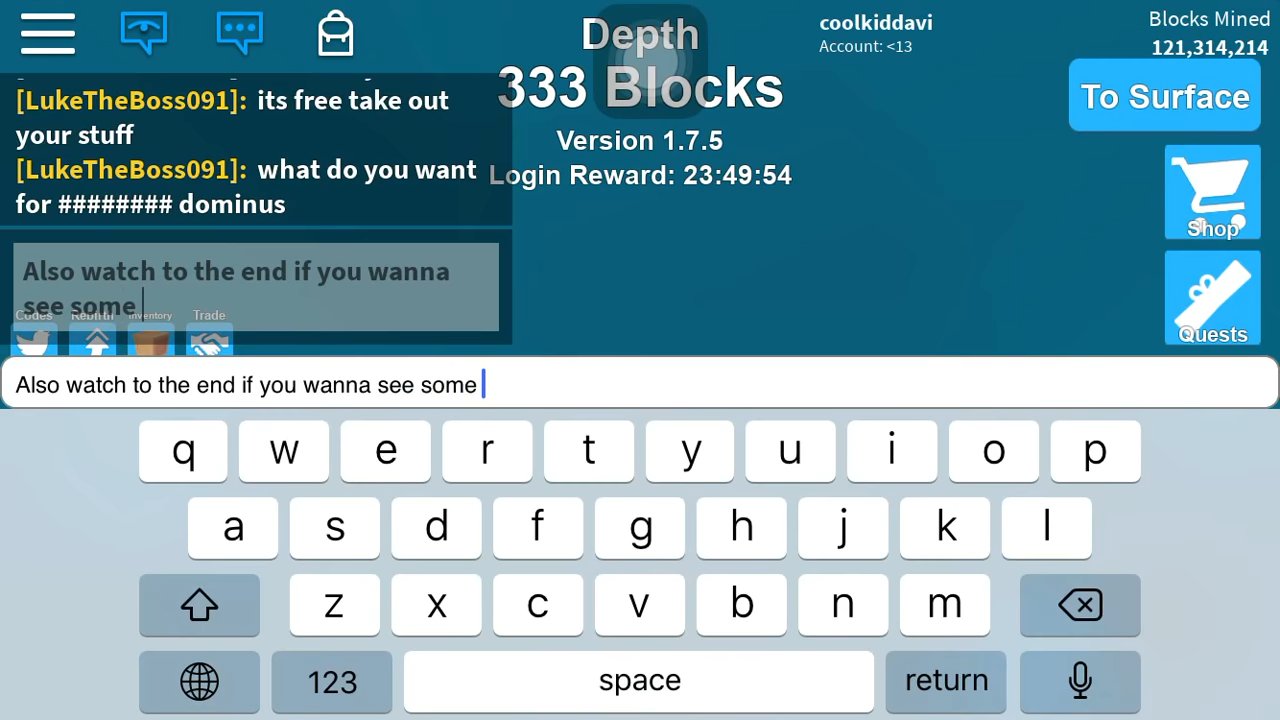 Depth
333 Blocks
Version 1.7.5
Login Reward: 23:49:54
coolkiddavi
Account: <13
Blocks Mined
121,314,214
To Surface
Shop
Quests
[LukeTheBoss091]: its free take out
your stuff
[LukeTheBoss091]: what do you want
for ######## dominus
Also watch to the end if you wanna
see some
Codes Rebirth Inventory Trade
Also watch to the end if you wanna see some
q w e r t y u i o p
a s d f g h j k l
z x c v b n m
123 space return